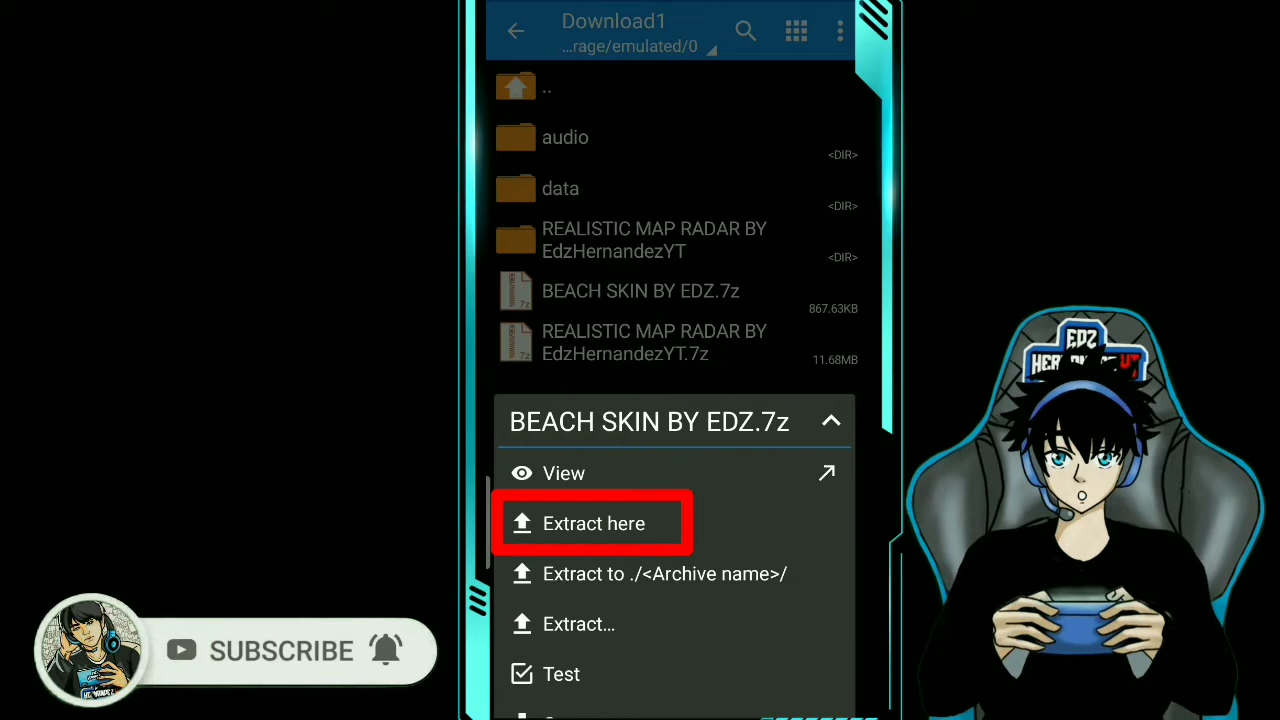 Download1
...rage/emulated/0
..
audio
<DIR>
data
<DIR>
REALISTIC MAP RADAR BY
EdzHernandezYT
<DIR>
BEACH SKIN BY EDZ.7z
7z
867.63KB
REALISTIC MAP RADAR BY
EdzHernandezYT.7z
7z
11.68MB
BEACH SKIN BY EDZ.7z
View
Extract here
Extract to ./<Archive name>/
Extract...
Test
EDZ
SUBSCRIBE